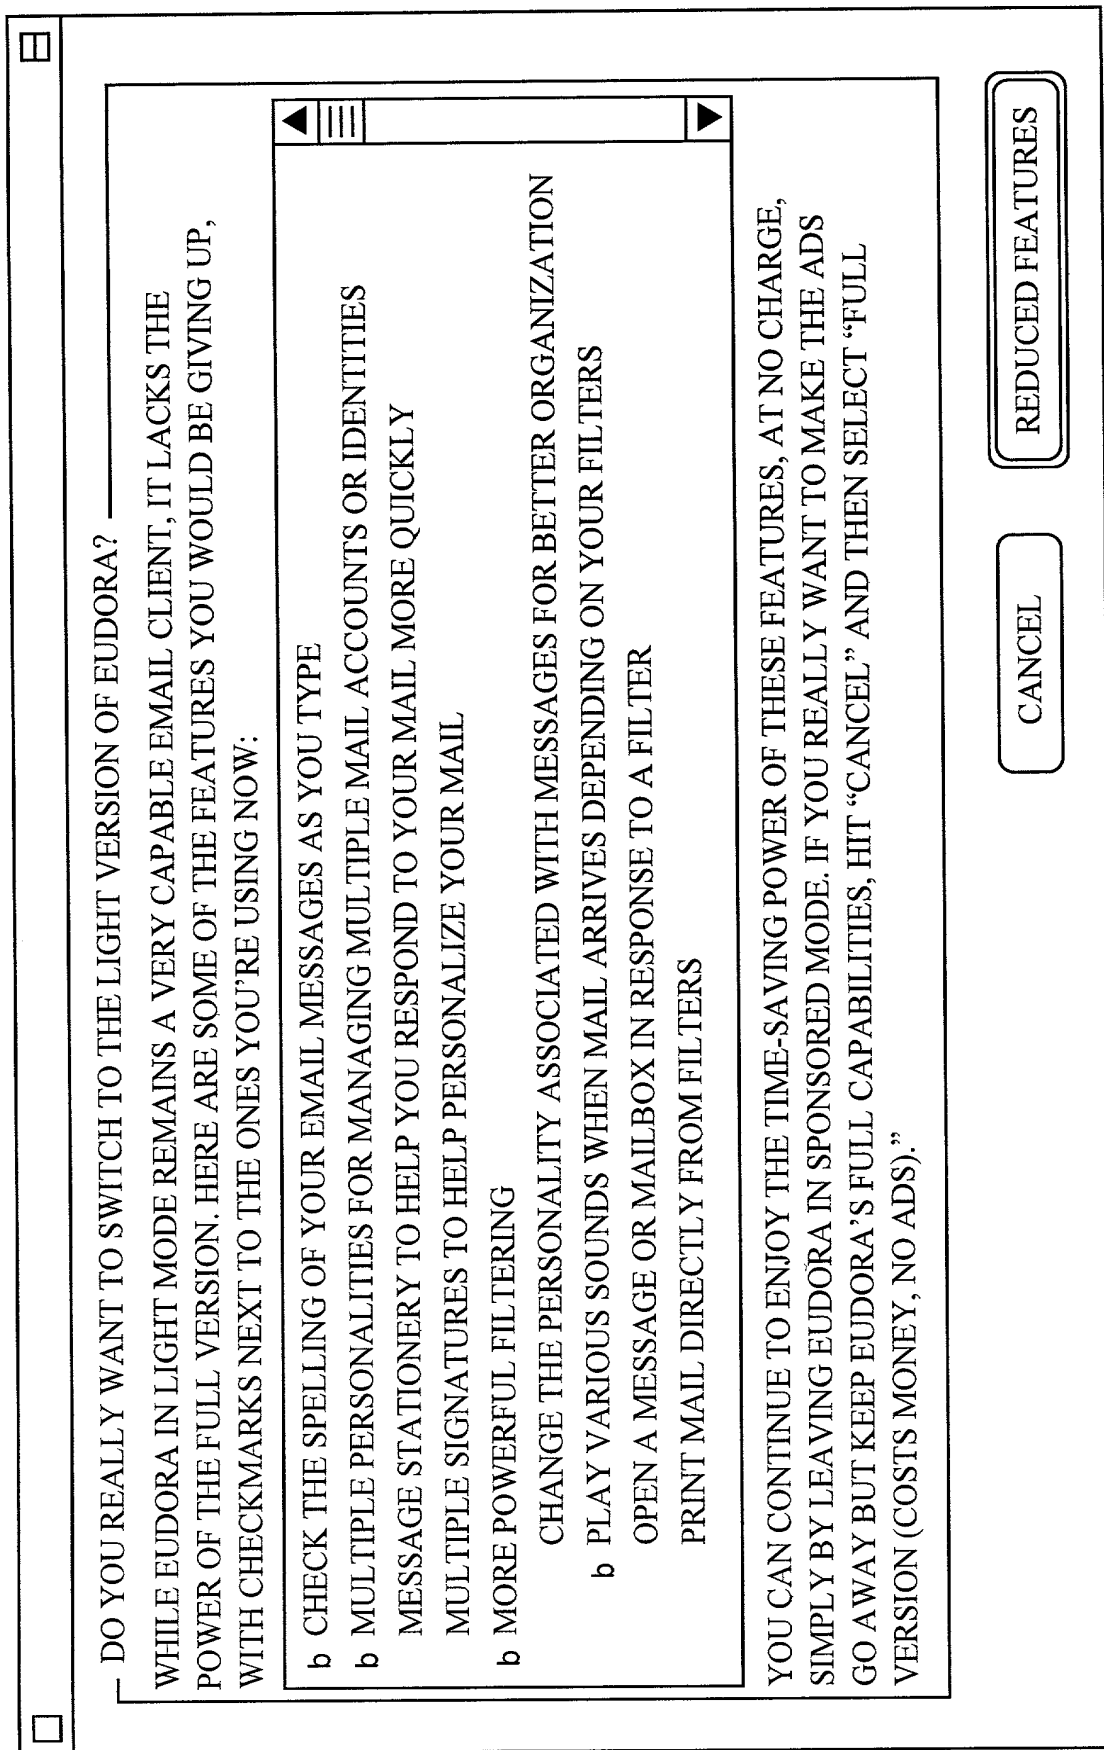 DO YOU REALLY WANT TO SWITCH TO THE LIGHT VERSION OF EUDORA?
WHILE EUDORA IN LIGHT MODE REMAINS A VERY CAPABLE EMAIL CLIENT, IT LACKS THE
POWER OF THE FULL VERSION. HERE ARE SOME OF THE FEATURES YOU WOULD BE GIVING UP,
WITH CHECKMARKS NEXT TO THE ONES YOU'RE USING NOW:
b CHECK THE SPELLING OF YOUR EMAIL MESSAGES AS YOU TYPE
b MULTIPLE PERSONALITIES FOR MANAGING MULTIPLE MAIL ACCOUNTS OR IDENTITIES
MESSAGE STATIONERY TO HELP YOU RESPOND TO YOUR MAIL MORE QUICKLY
MULTIPLE SIGNATURES TO HELP PERSONALIZE YOUR MAIL
b MORE POWERFUL FILTERING
CHANGE THE PERSONALITY ASSOCIATED WITH MESSAGES FOR BETTER ORGANIZATION
b PLAY VARIOUS SOUNDS WHEN MAIL ARRIVES DEPENDING ON YOUR FILTERS
OPEN A MESSAGE OR MAILBOX IN RESPONSE TO A FILTER
PRINT MAIL DIRECTLY FROM FILTERS
YOU CAN CONTINUE TO ENJOY THE TIME-SAVING POWER OF THESE FEATURES, AT NO CHARGE,
SIMPLY BY LEAVING EUDORA IN SPONSORED MODE. IF YOU REALLY WANT TO MAKE THE ADS
GO AWAY BUT KEEP EUDORA'S FULL CAPABILITIES, HIT “CANCEL” AND THEN SELECT “FULL
VERSION (COSTS MONEY, NO ADS).”
CANCEL
REDUCED FEATURES